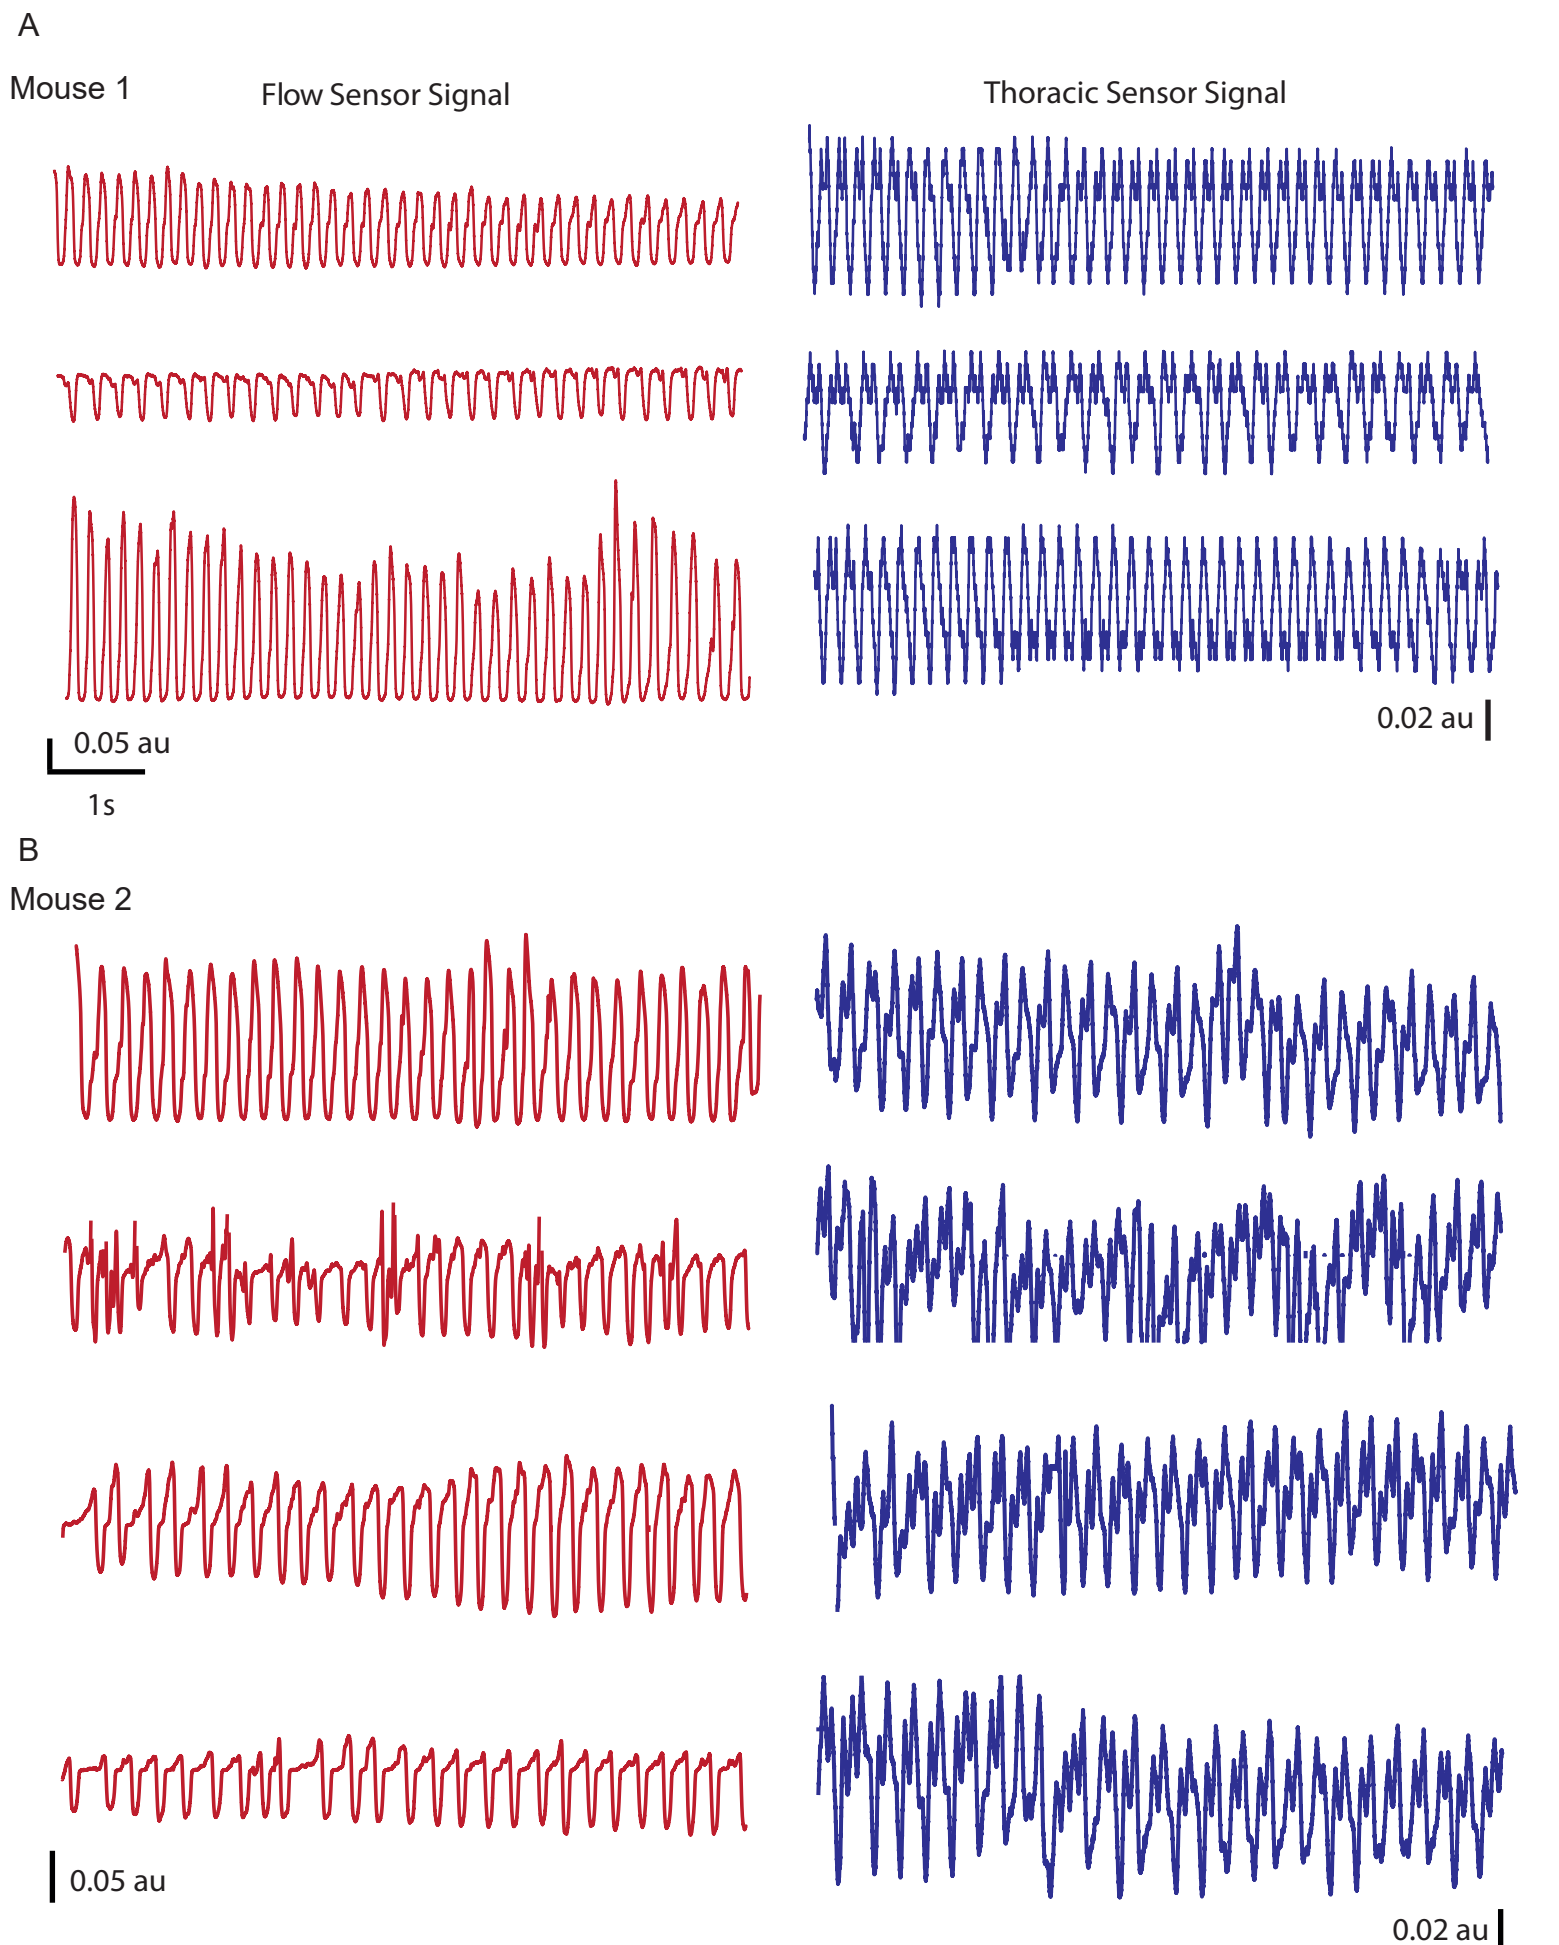 A
Mouse 1
Flow Sensor Signal
Thoracic Sensor Signal
0.02 au
0.05 au
1s
B
Mouse 2
0.05 au
0.02 au